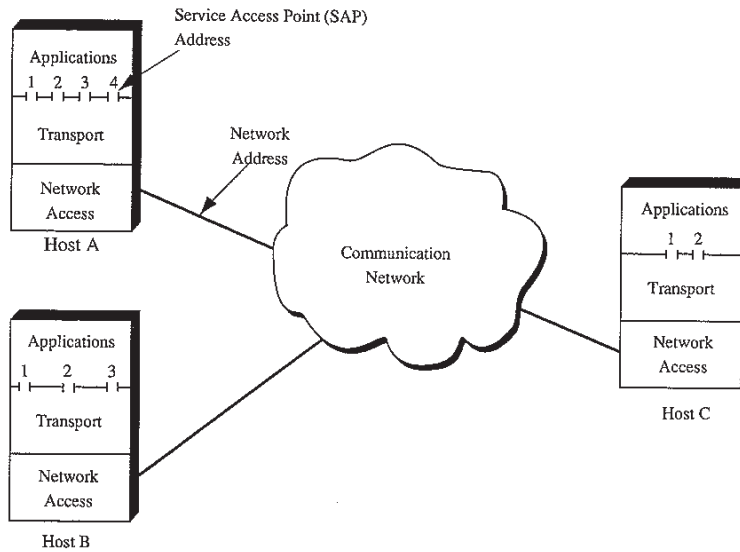 Service Access Point (SAP)
Address
Applications
1 2 3 4
Transport
Network
Access
Host A
Network
Address
Communication
Network
Applications
1 2
Transport
Network
Access
Host C
Applications
1 2 3
Transport
Network
Access
Host B